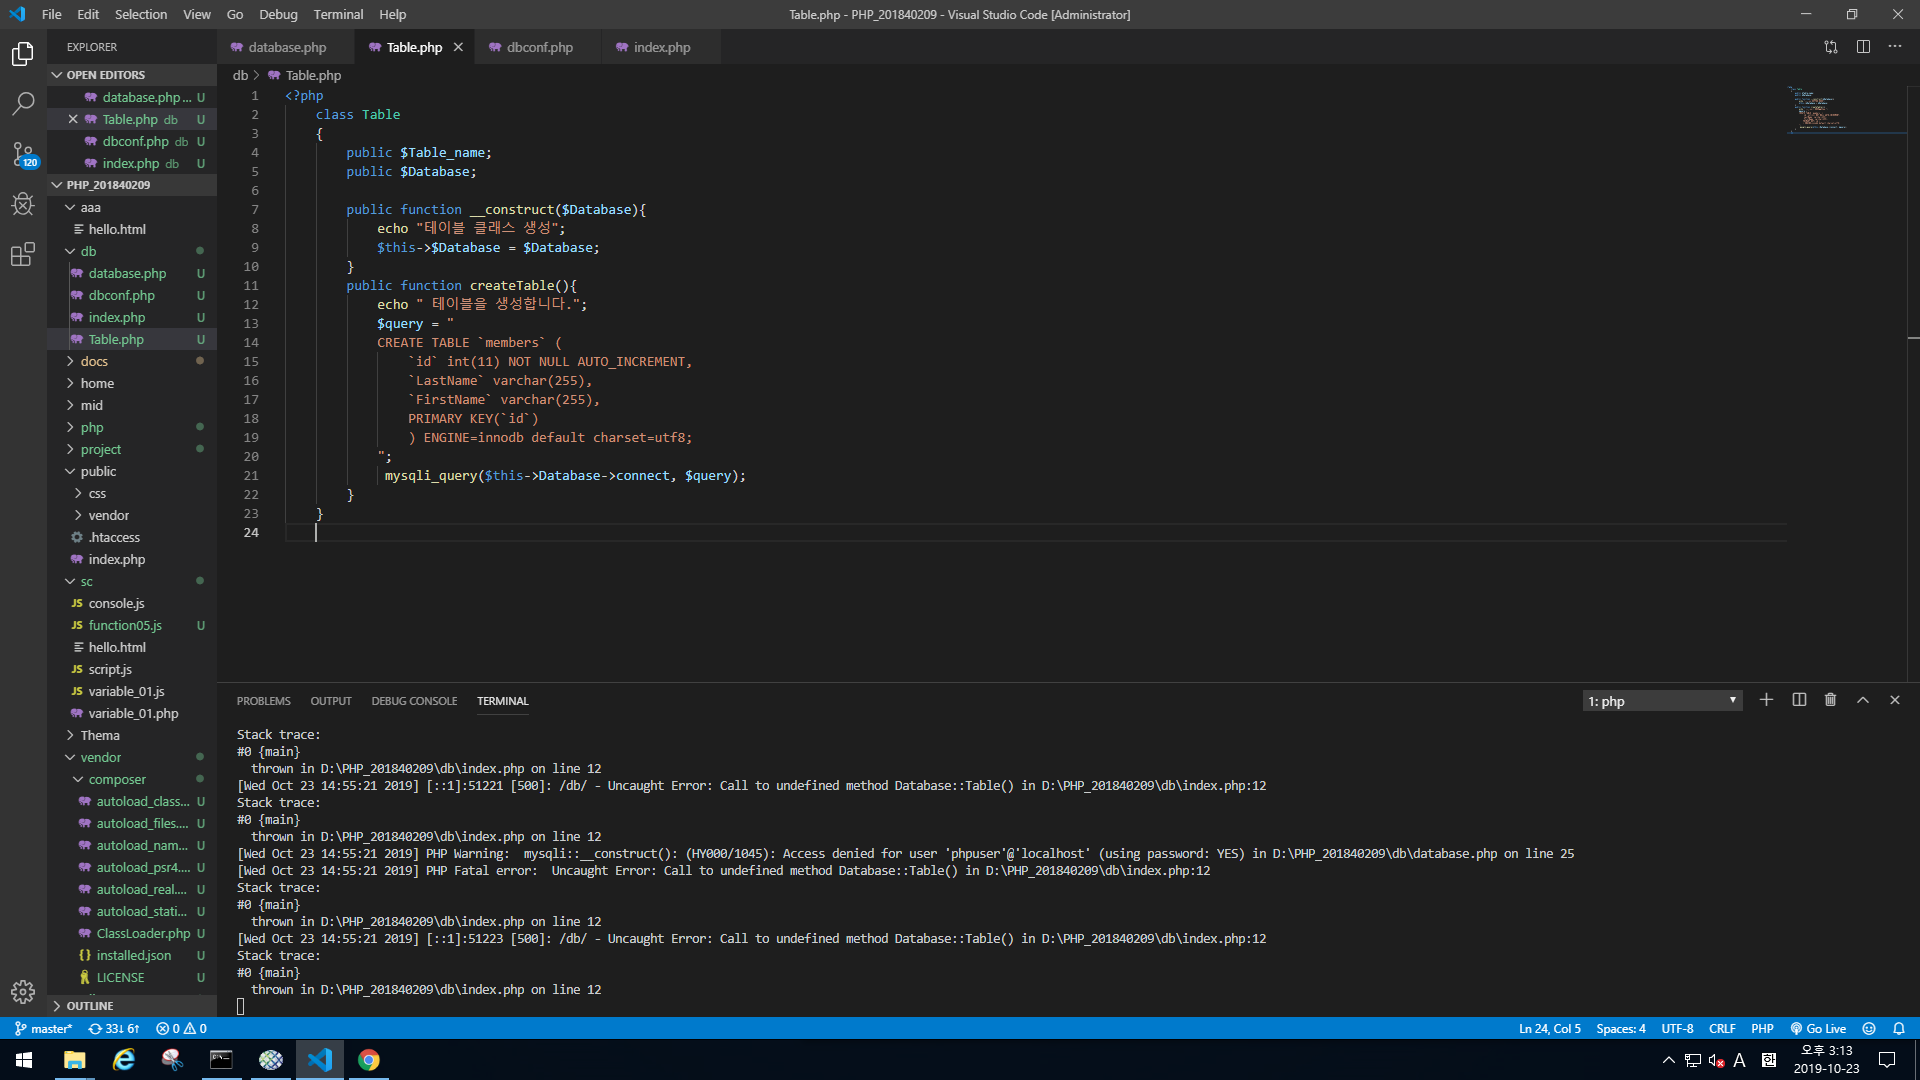 File Edit Selection View Go Debug Terminal Help
Table.php - PHP_201840209 - Visual Studio Code [Administrator]
EXPLORER
OPEN EDITORS
database.php ... U
Table.php db U
dbconf.php db U
index.php db U
PHP_201840209
aaa
hello.html
db
database.php U
dbconf.php U
index.php U
Table.php U
docs
home
mid
php
project
public
css
vendor
.htaccess
index.php
sc
JS console.js
JS function05.js U
hello.html
JS script.js
JS variable_01.js
variable_01.php
Thema
vendor
composer
autoload_class... U
autoload_files.... U
autoload_nam... U
autoload_psr4.... U
autoload_real.... U
autoload_stati... U
ClassLoader.php U
{} installed.json U
LICENSE U
OUTLINE
120
database.php Table.php dbconf.php index.php
db > Table.php
1 <?php
2 class Table
3 {
4 public $Table_name;
5 public $Database;
6
7 public function __construct($Database){
8 echo "테이블 클래스 생성";
9 $this->$Database = $Database;
10 }
11 public function createTable(){
12 echo " 테이블을 생성합니다.";
13 $query = "
14 CREATE TABLE `members` (
15 `id` int(11) NOT NULL AUTO_INCREMENT,
16 `LastName` varchar(255),
17 `FirstName` varchar(255),
18 PRIMARY KEY(`id`)
19 ) ENGINE=innodb default charset=utf8;
20 ";
21 mysqli_query($this->Database->connect, $query);
22 }
23 }
24
PROBLEMS OUTPUT DEBUG CONSOLE TERMINAL
1: php
Stack trace:
#0 {main}
thrown in D:\PHP_201840209\db\index.php on line 12
[Wed Oct 23 14:55:21 2019] [::1]:51221 [500]: /db/ - Uncaught Error: Call to undefined method Database::Table() in D:\PHP_201840209\db\index.php:12
Stack trace:
#0 {main}
thrown in D:\PHP_201840209\db\index.php on line 12
[Wed Oct 23 14:55:21 2019] PHP Warning:  mysqli::__construct(): (HY000/1045): Access denied for user 'phpuser'@'localhost' (using password: YES) in D:\PHP_201840209\db\database.php on line 25
[Wed Oct 23 14:55:21 2019] PHP Fatal error:  Uncaught Error: Call to undefined method Database::Table() in D:\PHP_201840209\db\index.php:12
Stack trace:
#0 {main}
thrown in D:\PHP_201840209\db\index.php on line 12
[Wed Oct 23 14:55:21 2019] [::1]:51223 [500]: /db/ - Uncaught Error: Call to undefined method Database::Table() in D:\PHP_201840209\db\index.php:12
Stack trace:
#0 {main}
thrown in D:\PHP_201840209\db\index.php on line 12
master* 33↓ 6↑ 0 0
Ln 24, Col 5 Spaces: 4 UTF-8 CRLF PHP Go Live
A 한 오후 3:13
2019-10-23